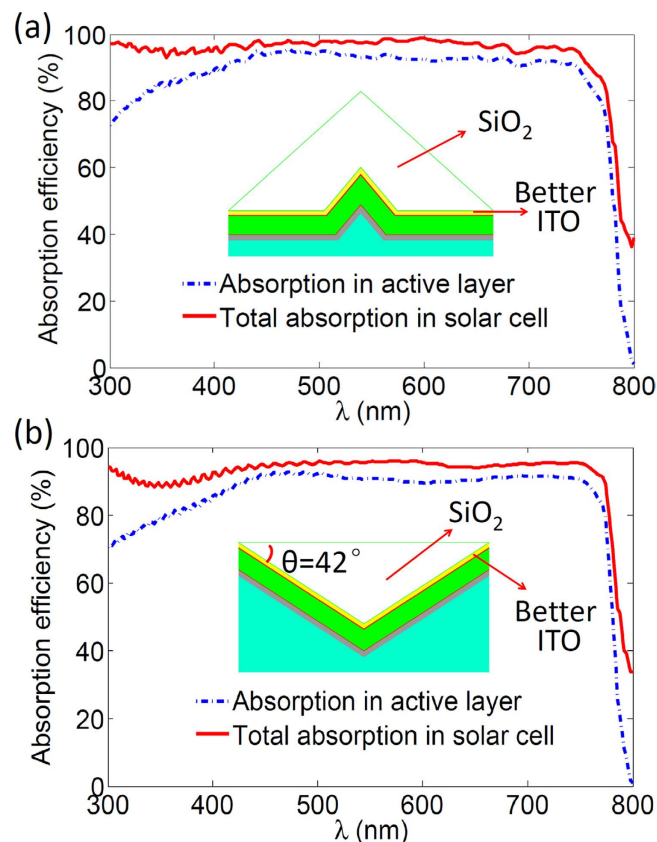 (a)
Absorption efficiency (%)
100
80
60
40
20
0
SiO₂
Better
ITO
Absorption in active layer
Total absorption in solar cell
300
400
500
600
700
800
λ (nm)
(b)
Absorption efficiency (%)
100
80
60
40
20
0
SiO₂
θ=42°
Better
ITO
Absorption in active layer
Total absorption in solar cell
300
400
500
600
700
800
λ (nm)